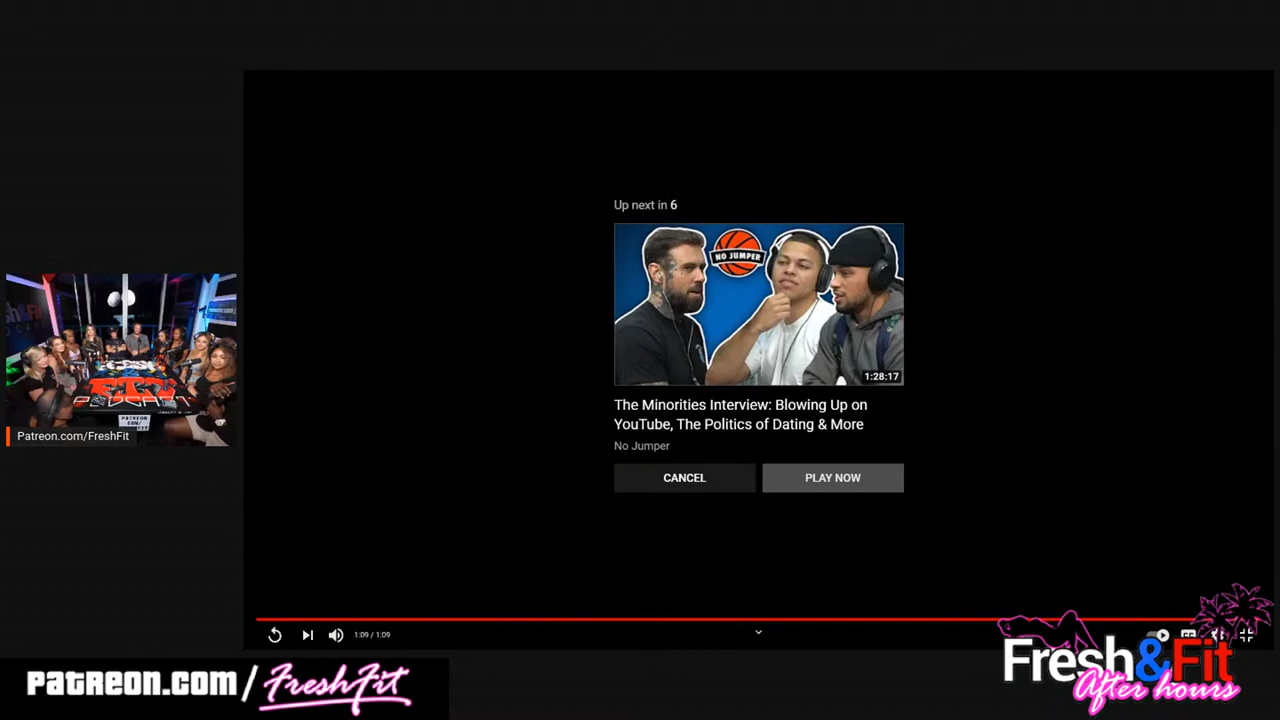 Up next in 6
NO JUMPER
1:28:17
The Minorities Interview: Blowing Up on
YouTube, The Politics of Dating & More
No Jumper
CANCEL
PLAY NOW
PODCAST
Patreon.com/FreshFit
1:09 / 1:09
PATREON.COM/FreshFit
Fresh&Fit
After hours